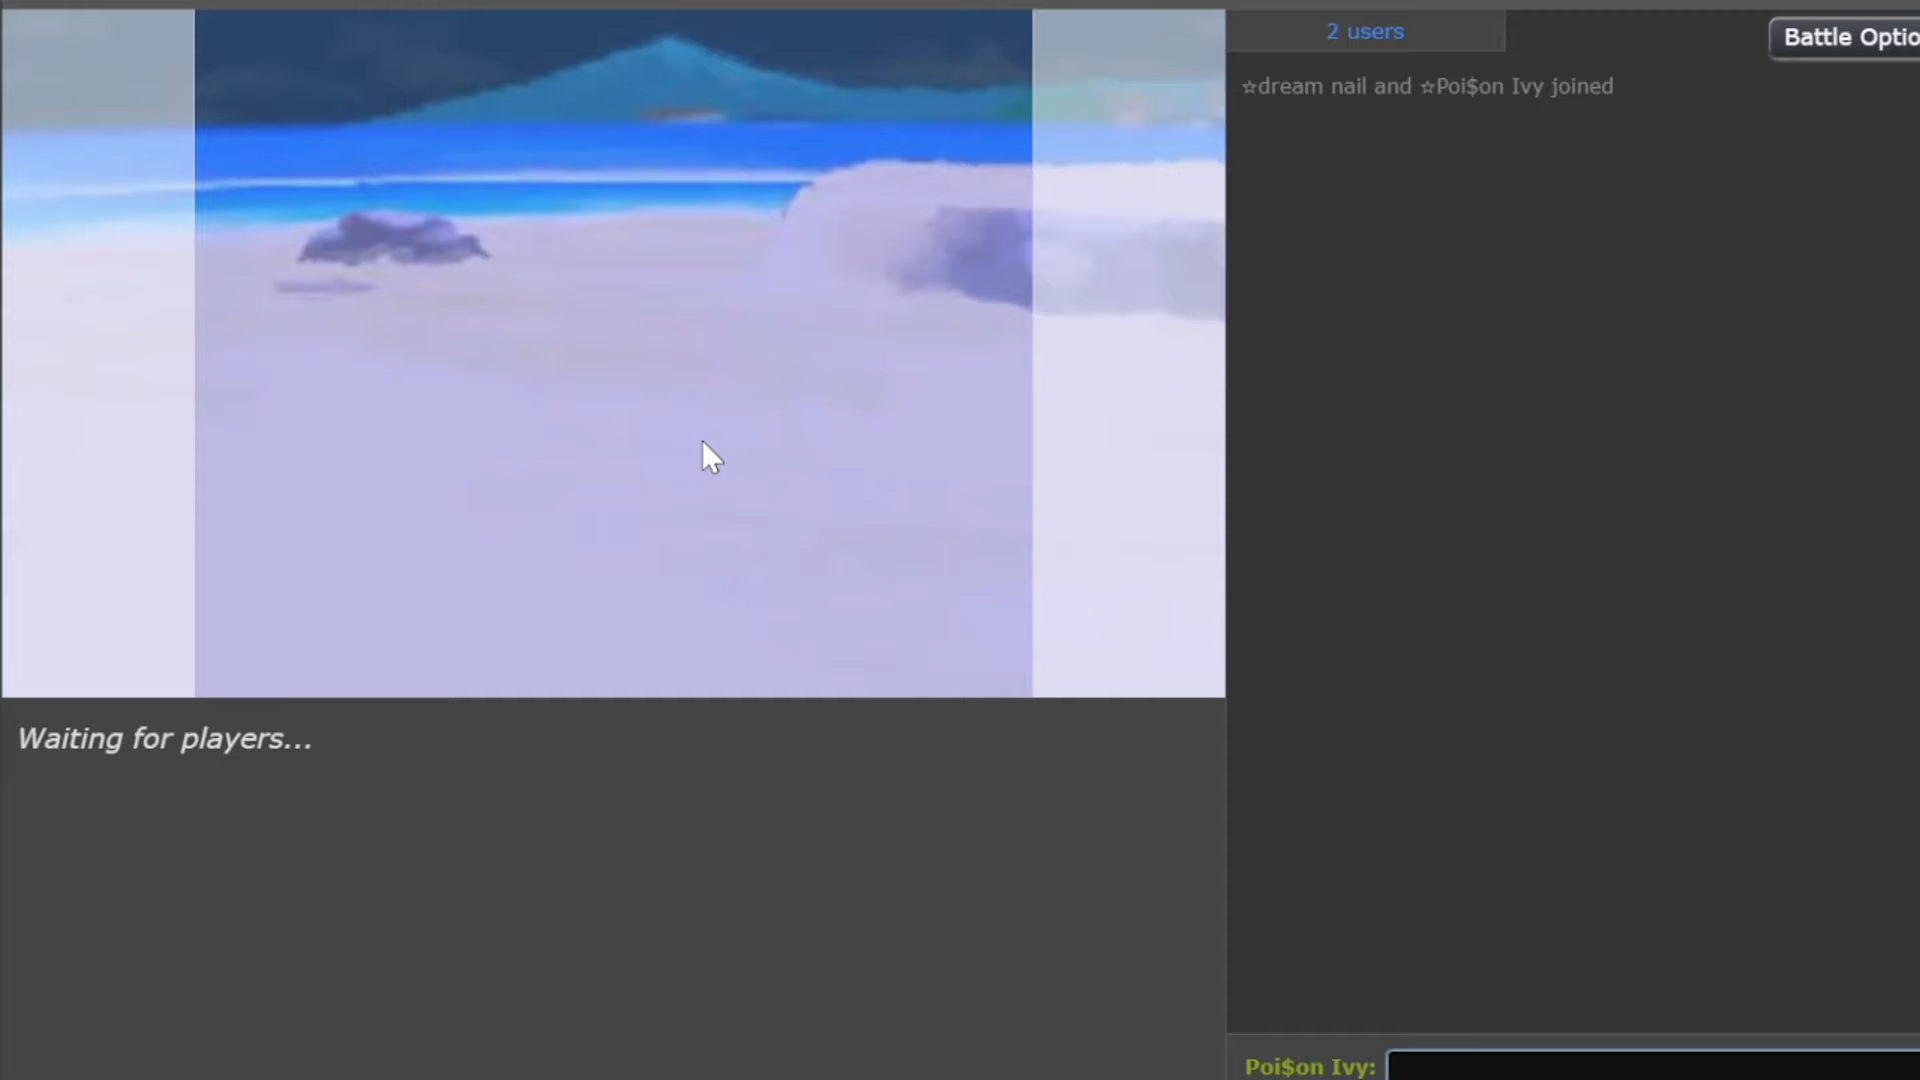 2 users
Battle Optio
☆dream nail and ☆Poi$on Ivy joined
Waiting for players...
Poi$on Ivy: